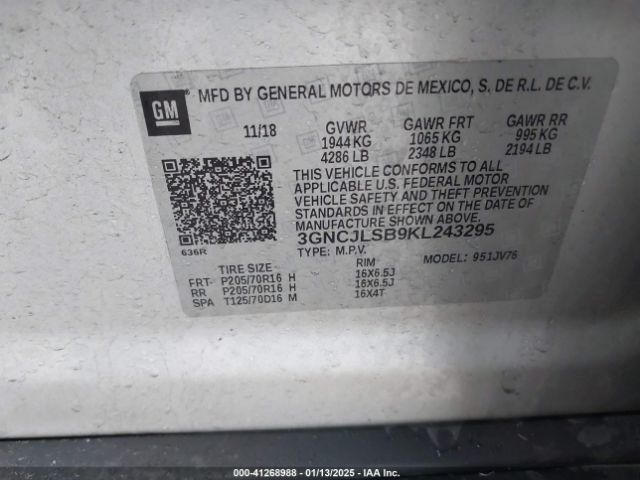 GM
MFD BY GENERAL MOTORS DE MEXICO, S. DE R.L. DE C.V.
11/18 GVWR GAWR FRT GAWR RR
1944 KG 1065 KG 995 KG
4286 LB 2348 LB 2194 LB
THIS VEHICLE CONFORMS TO ALL
APPLICABLE U.S. FEDERAL MOTOR
VEHICLE SAFETY AND THEFT PREVENTION
STANDARDS IN EFFECT ON THE DATE OF
MANUFACTURE SHOWN ABOVE.
3GNCJLSB9KL243295
TYPE: M.P.V. MODEL: 951JV76
636R
TIRE SIZE RIM
FRT- P205/70R16 H 16X6.5J
RR P205/70R16 H 16X6.5J
SPA T125/70D16 M 16X4T
000-41268988 - 01/13/2025 - IAA Inc.